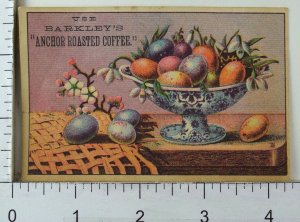 USE
BARKLEY'S
"ANCHOR ROASTED COFFEE."
0 1 2 3 4